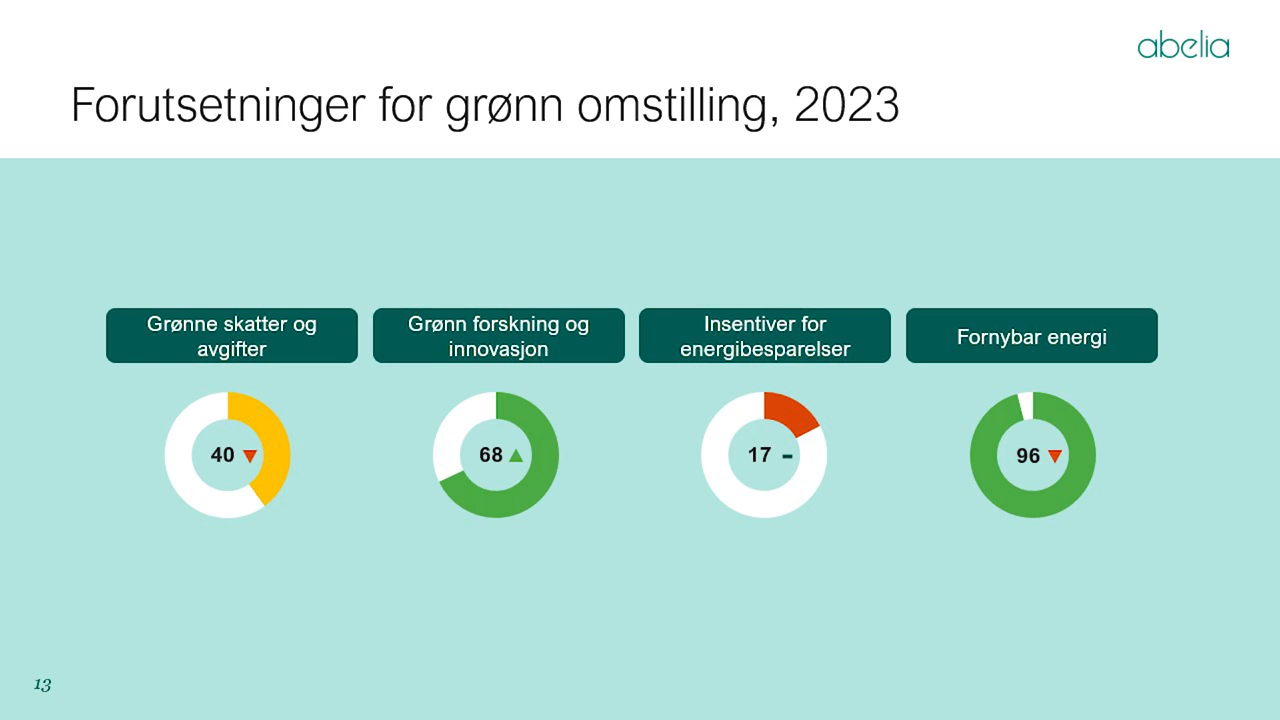 abelia
Forutsetninger for grønn omstilling, 2023
Grønne skatter og
avgifter
Grønn forskning og
innovasjon
Insentiver for
energibesparelser
Fornybar energi
40
68
17
96
13